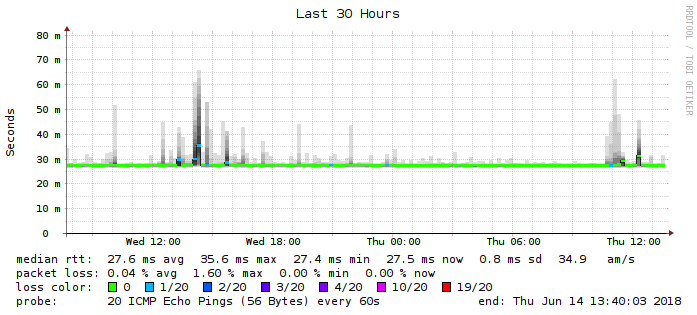 Last 30 Hours
RRDTOOL / TOBI OETIKER
Seconds
80 m
70 m
60 m
50 m
40 m
30 m
20 m
10 m
0
Wed 12:00 Wed 18:00 Thu 00:00 Thu 06:00 Thu 12:00
median rtt: 27.6 ms avg 35.6 ms max 27.4 ms min 27.5 ms now 0.8 ms sd 34.9 am/s
packet loss: 0.04 % avg 1.60 % max 0.00 % min 0.00 % now
loss color: 0 1/20 2/20 3/20 4/20 10/20 19/20
probe: 20 ICMP Echo Pings (56 Bytes) every 60s end: Thu Jun 14 13:40:03 2018